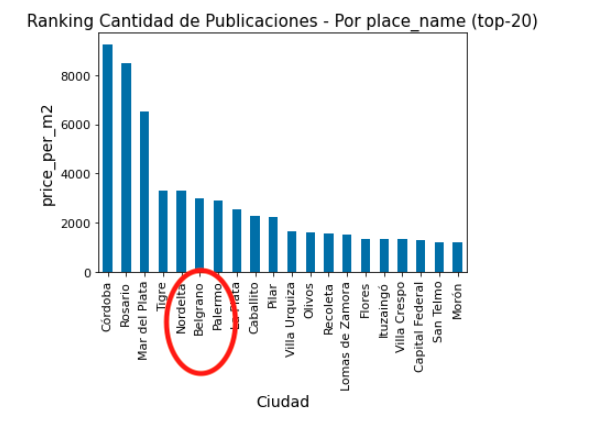 Ranking Cantidad de Publicaciones - Por place_name (top-20)
price_per_m2
8000
6000
4000
2000
0
Córdoba
Rosario
Mar del Plata
Tigre
Nordelta
Belgrano
Palermo
La Plata
Caballito
Pilar
Villa Urquiza
Olivos
Recoleta
Lomas de Zamora
Flores
Ituzaingó
Villa Crespo
Capital Federal
San Telmo
Morón
Ciudad